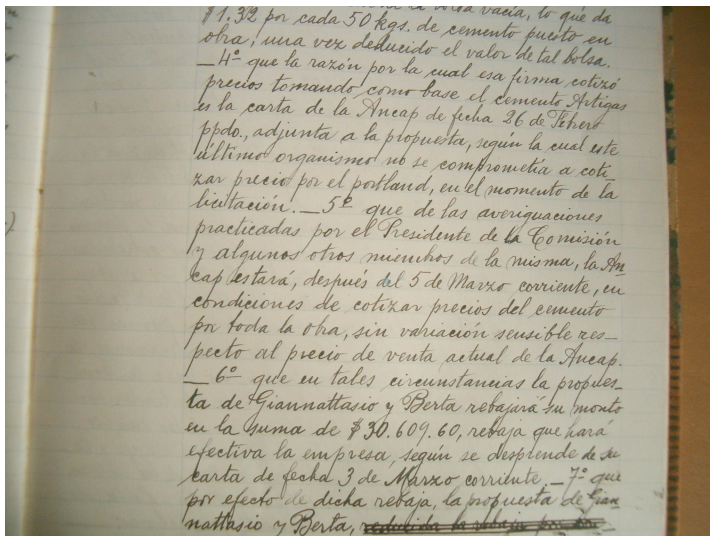 la bolsa vacía, lo que da
$1.32 por cada 50 kgs. de cemento puesto en
obra, una vez deducido el valor de tal bolsa.
_4º que la razón por la cual esa firma cotizó
precios tomando como base el cemento Artigas
es la carta de la Ancap de fecha 26 de Febrero
ppdo., adjunta a la propuesta, según la cual este
último organismo no se comprometía a coti-
zar precio por el portland, en el momento de la
licitación._5º que de las averiguaciones
practicadas por el Presidente de la Comisión
y algunos otros miembros de la misma, la An-
cap estará, después del 5 de Marzo corriente, en
condiciones de cotizar precios del cemento
por toda la obra, sin variación sensible res-
pecto al precio de venta actual de la Ancap.
_6º que en tales circunstancias la propues-
ta de Giannattasio y Berta rebajará su monto
en la suma de $30.609.60, rebaja que hará
efectiva la empresa, según se desprende de su
carta de fecha 3 de Marzo corriente._7º que
por efecto de dicha rebaja, la propuesta de Gian-
nattasio y Berta,